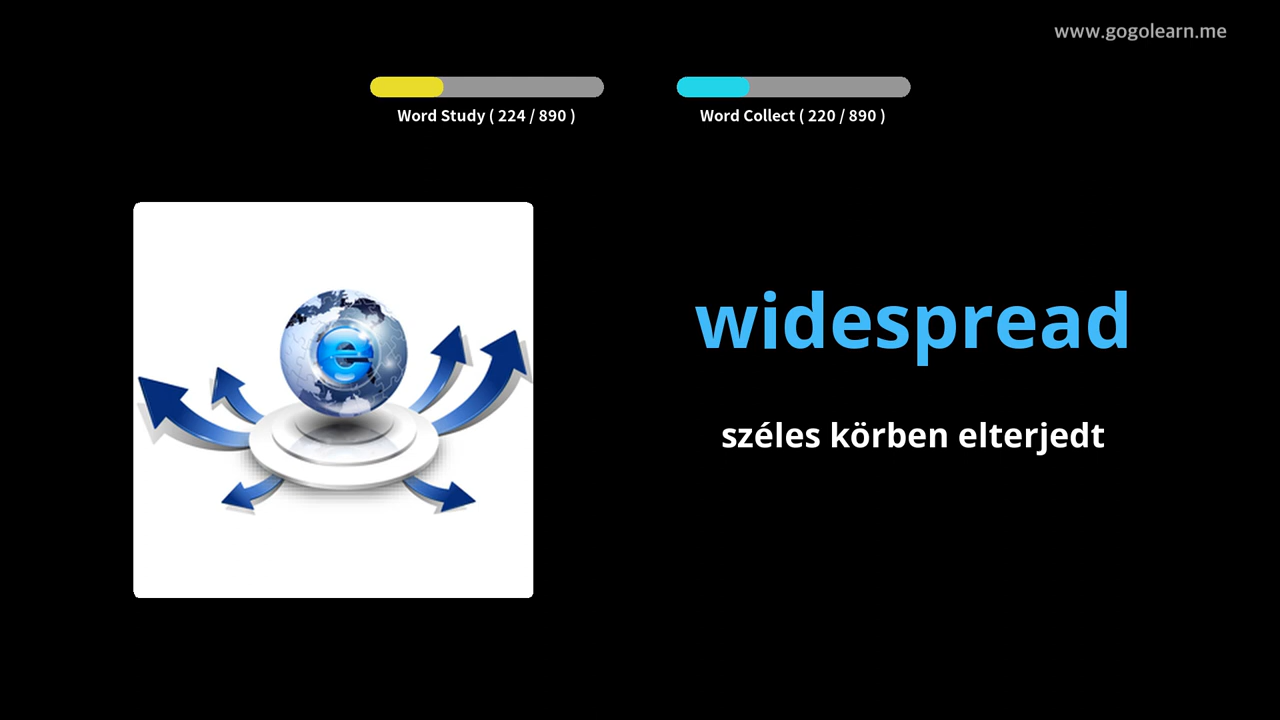 www.gogolearn.me
Word Study ( 224 / 890 )
Word Collect ( 220 / 890 )
e
widespread
széles körben elterjedt